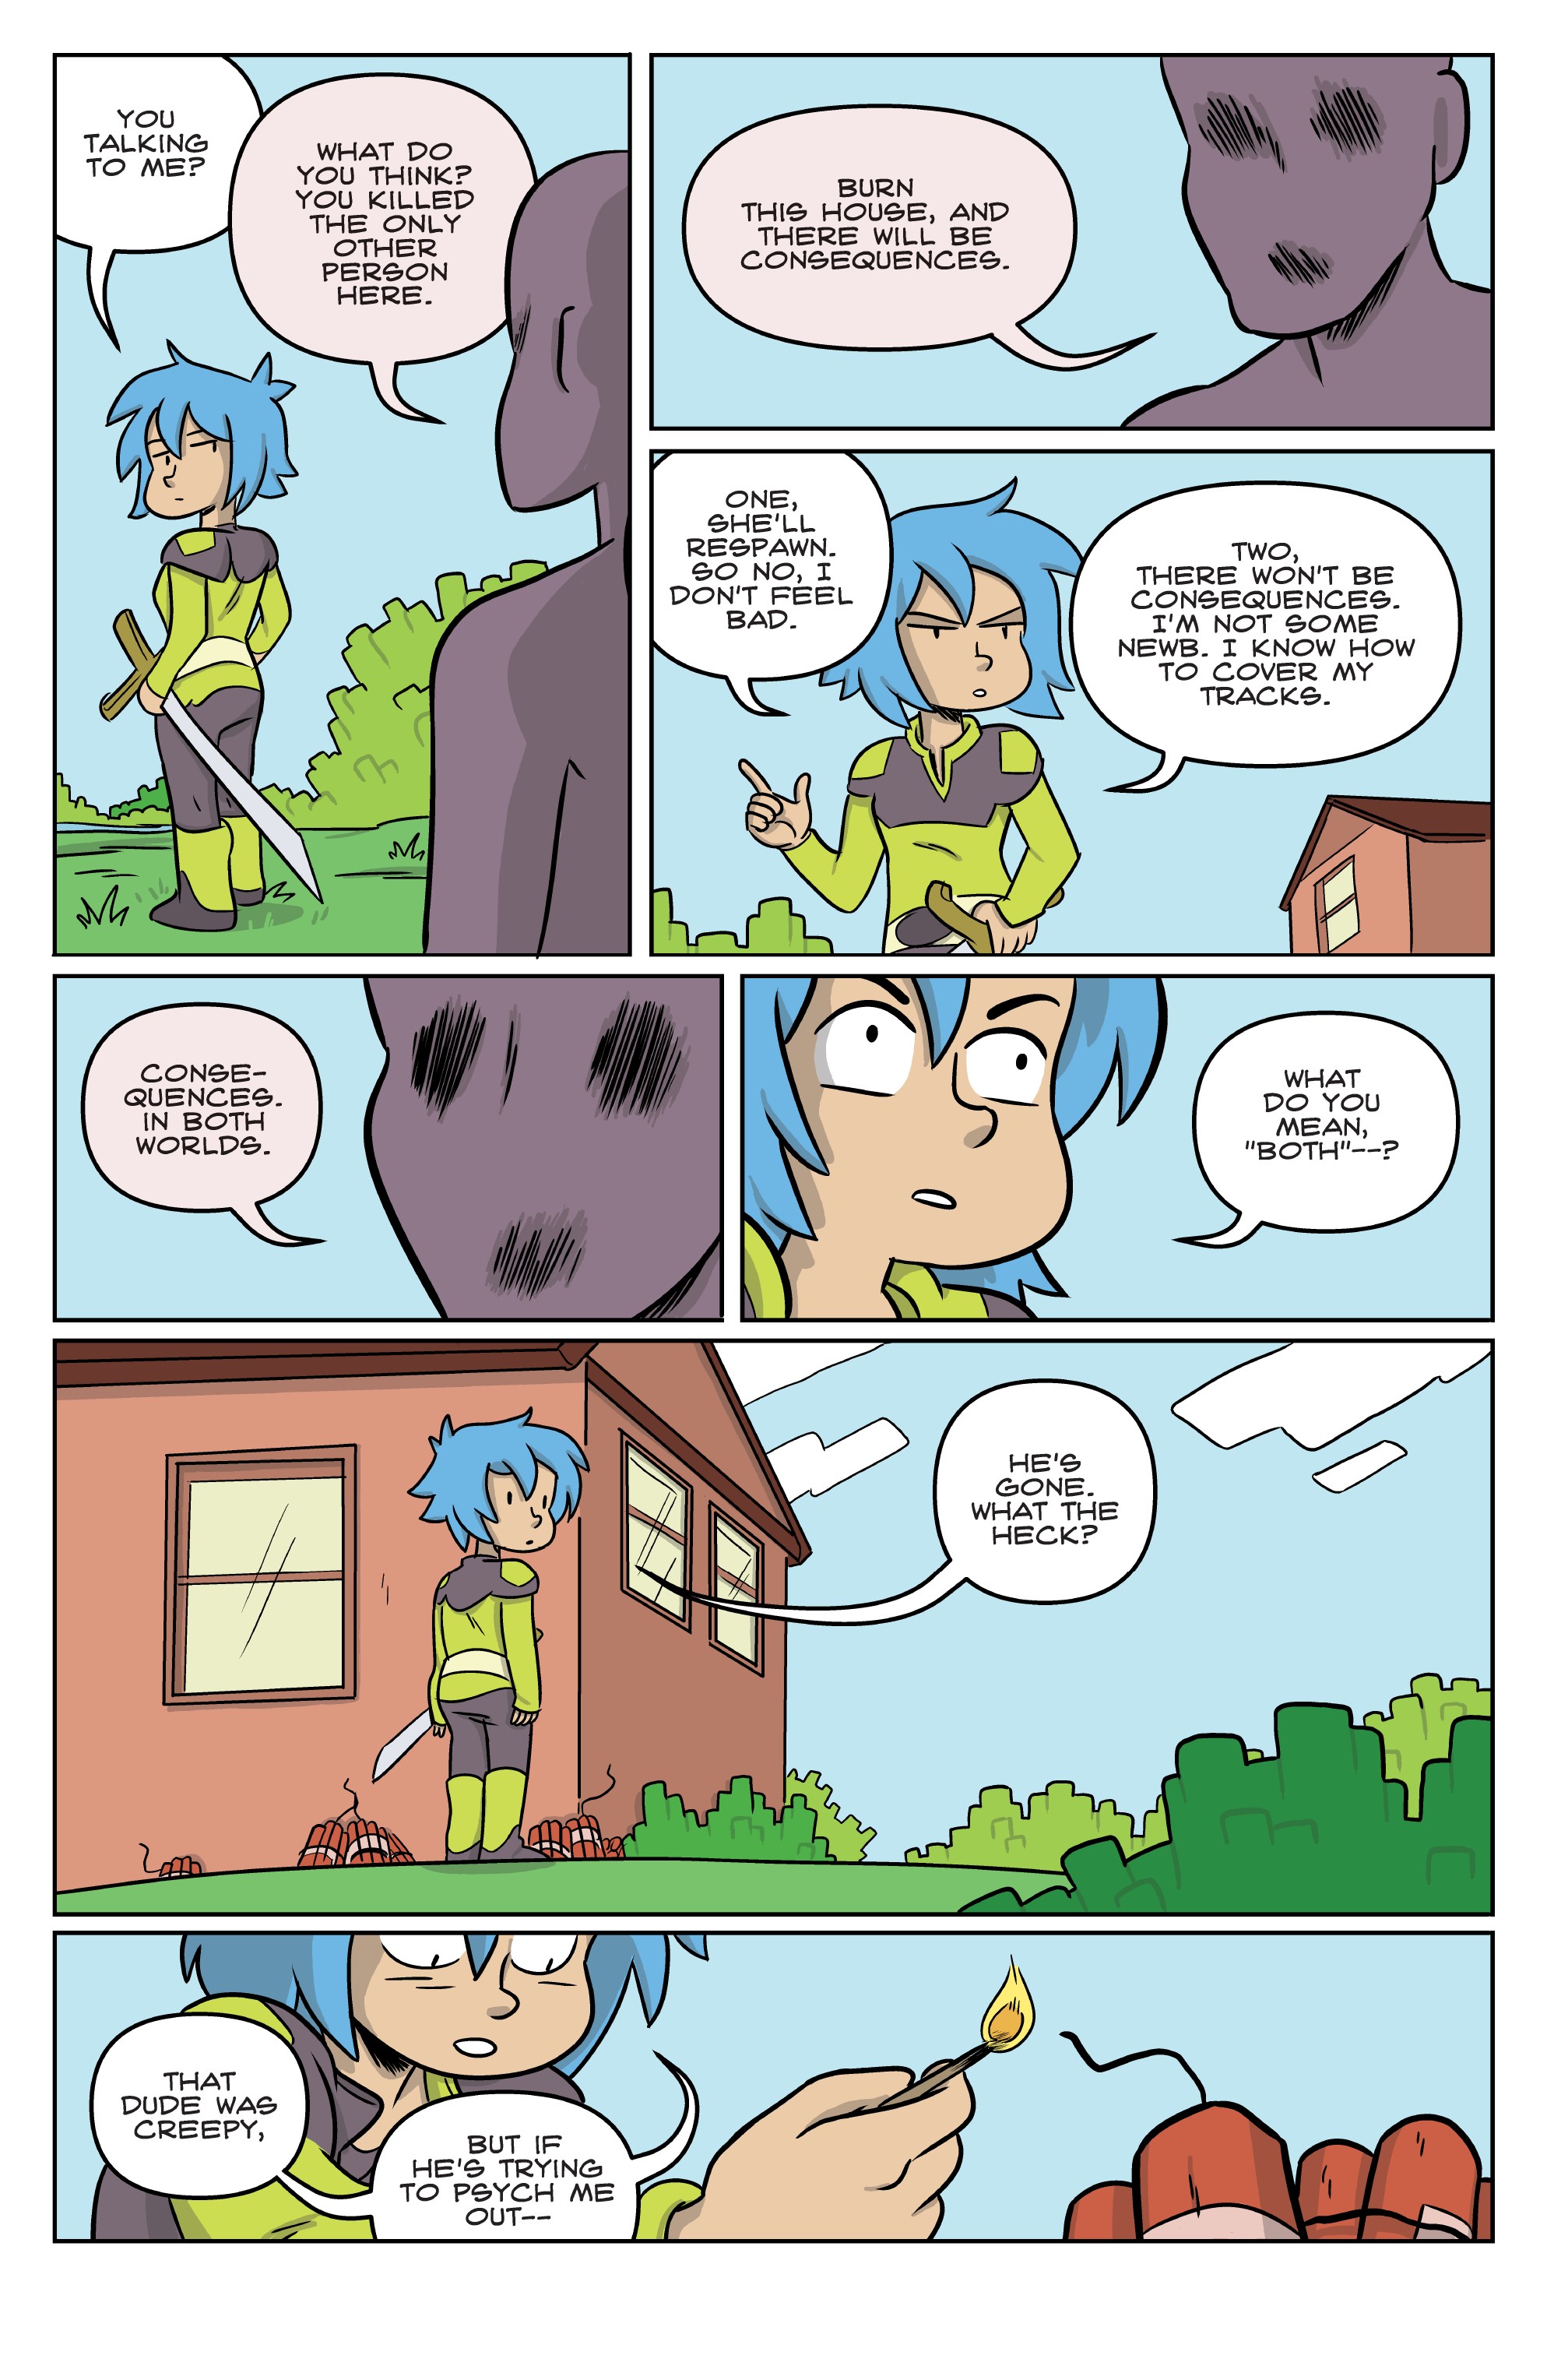 YOU
TALKING
TO ME?
WHAT DO
YOU THINK?
YOU KILLED
THE ONLY
OTHER
PERSON
HERE.
BURN
THIS HOUSE, AND
THERE WILL BE
CONSEQUENCES.
ONE,
SHE'LL
RESPAWN.
SO NO, I
DON'T FEEL
BAD.
TWO,
THERE WON'T BE
CONSEQUENCES.
I'M NOT SOME
NEWB. I KNOW HOW
TO COVER MY
TRACKS.
CONSE-
QUENCES.
IN BOTH
WORLDS.
WHAT
DO YOU
MEAN,
"BOTH"--?
HE'S
GONE.
WHAT THE
HECK?
THAT
DUDE WAS
CREEPY,
BUT IF
HE'S TRYING
TO PSYCH ME
OUT--